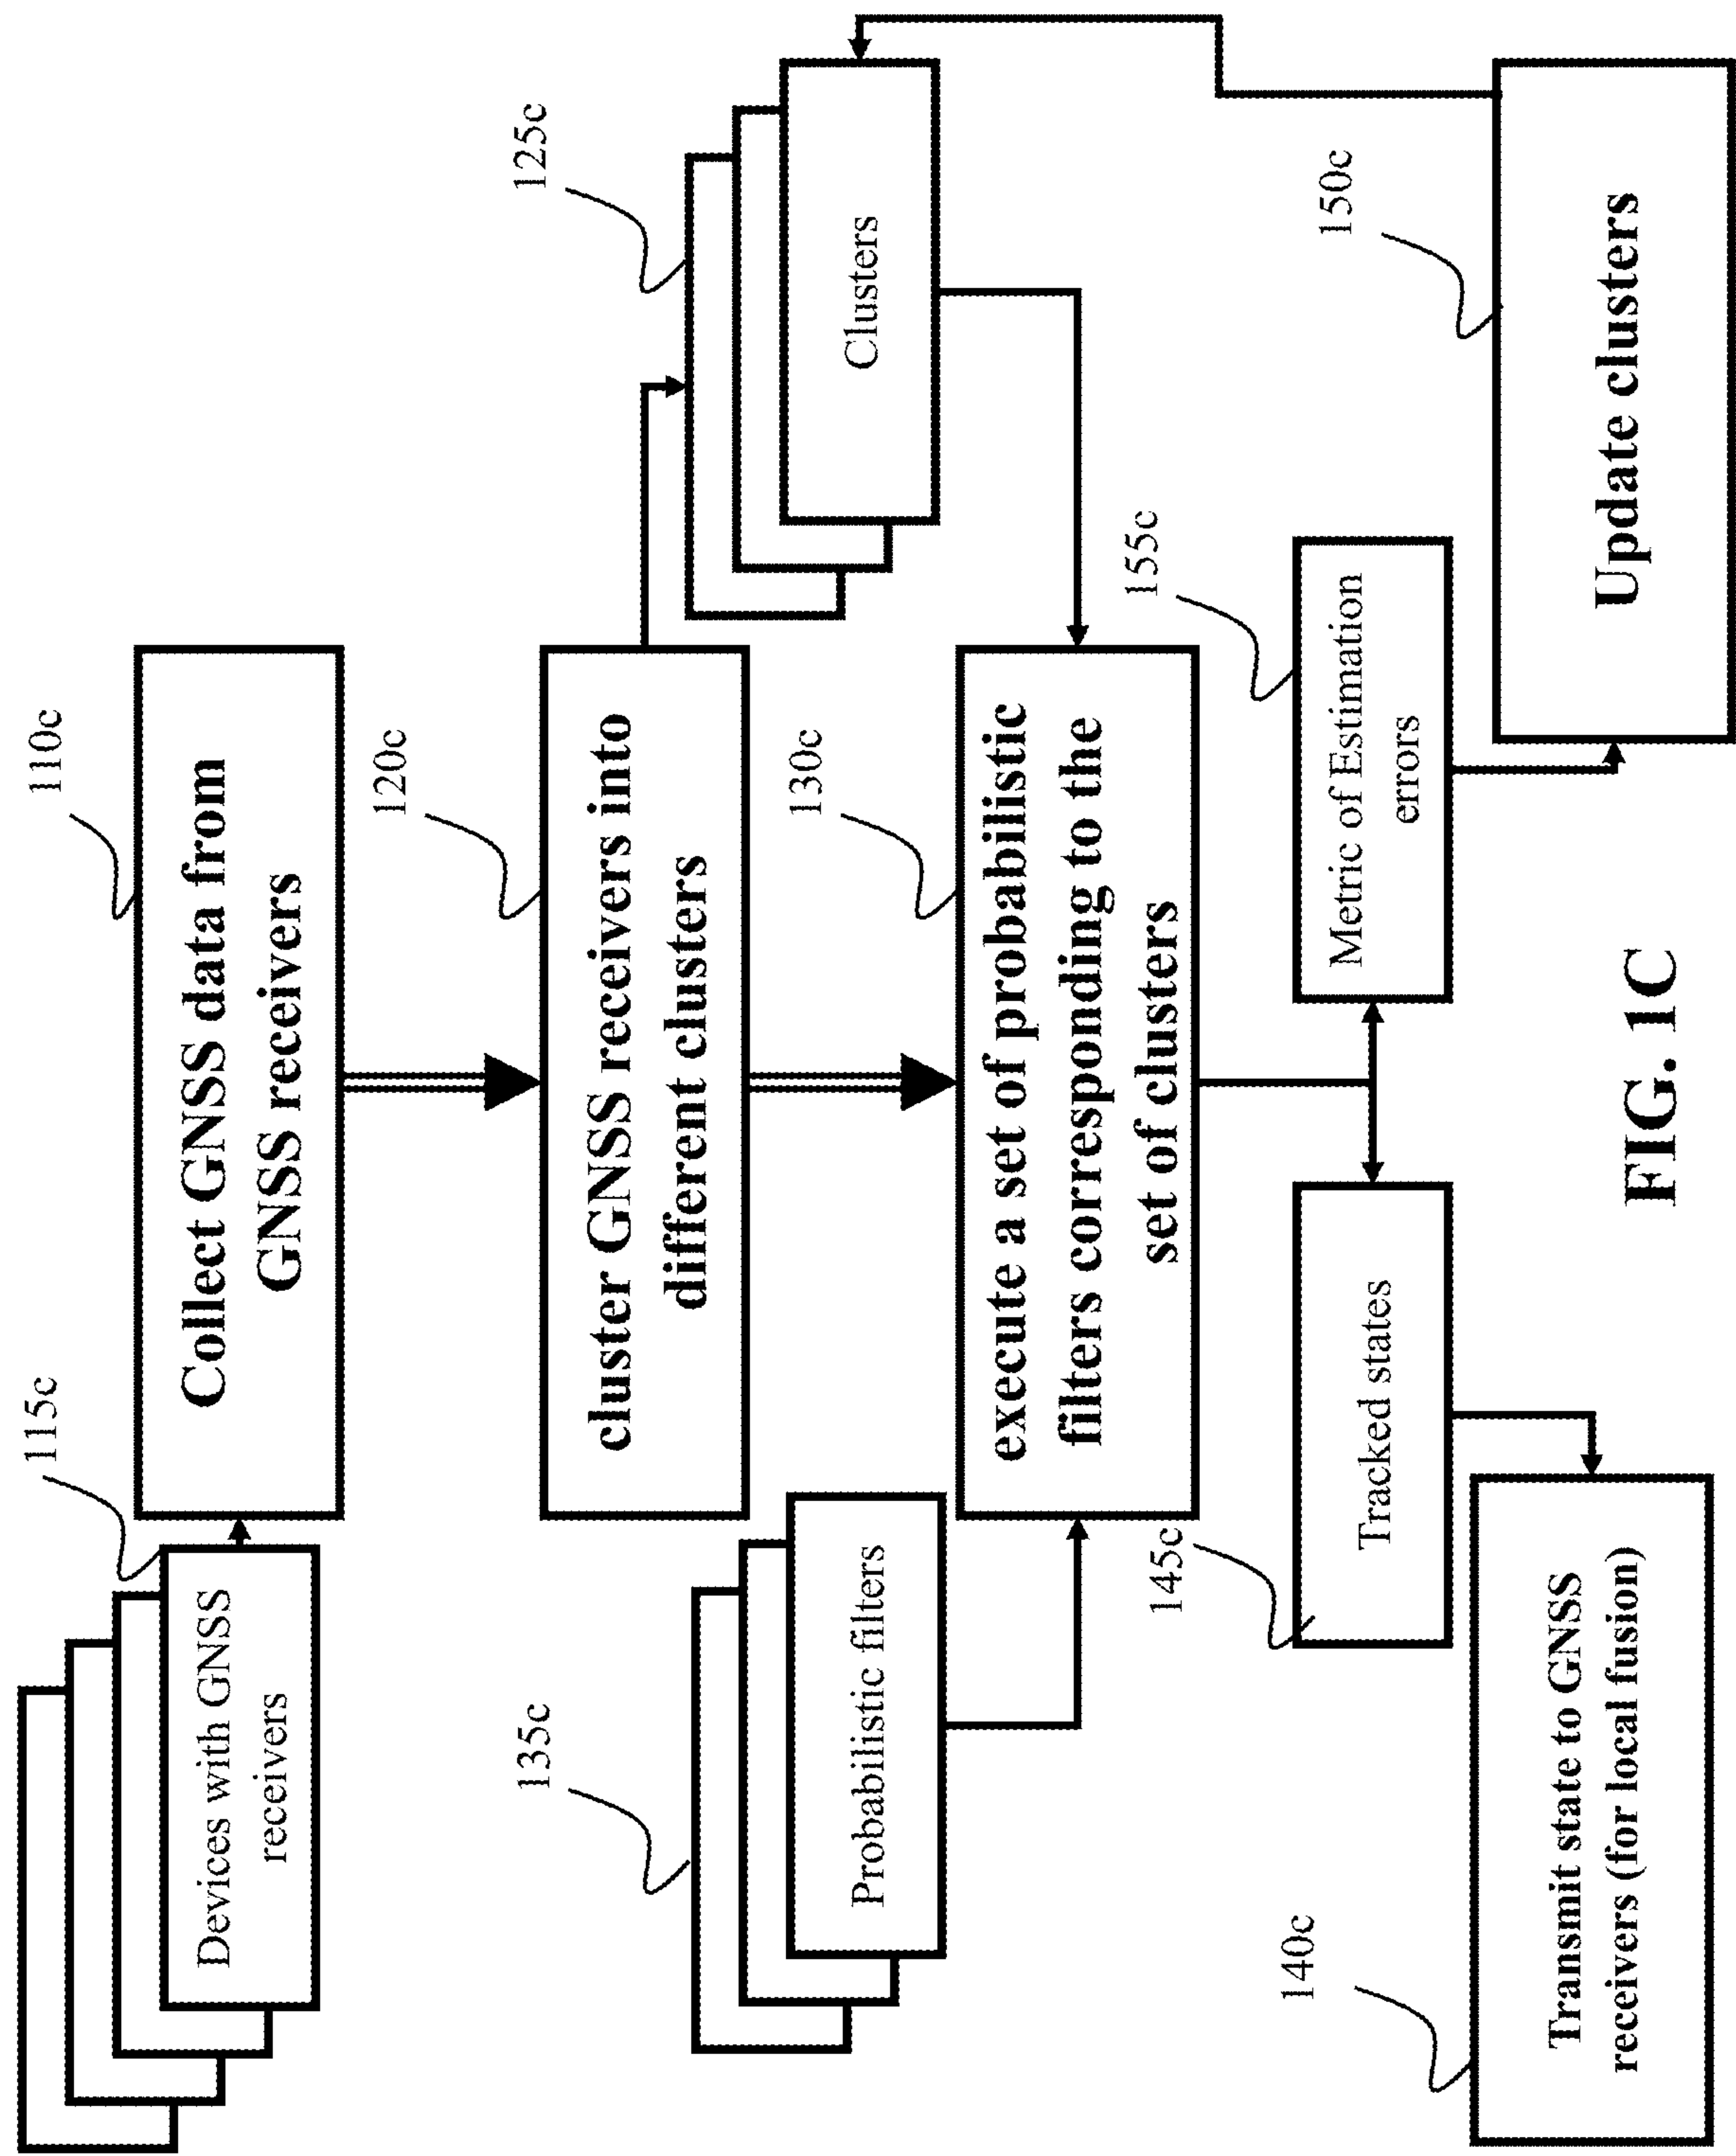 115c
Devices with GNSS
receivers
110c
Collect GNSS data from
GNSS receivers
120c
cluster GNSS receivers into
different clusters
125c
Clusters
135c
Probabilistic filters
130c
execute a set of probabilistic
filters corresponding to the
set of clusters
145c
Tracked states
155c
Metric of Estimation
errors
140c
Transmit state to GNSS
receivers (for local fusion)
150c
Update clusters
FIG. 1C